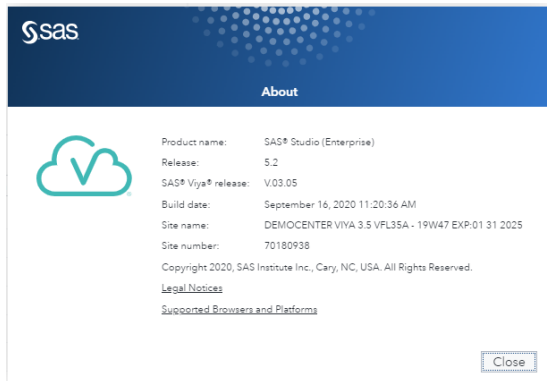 sas
About
Product name: SAS® Studio (Enterprise)
Release: 5.2
SAS® Viya® release: V.03.05
Build date: September 16, 2020 11:20:36 AM
Site name: DEMOCENTER VIYA 3.5 VFL35A - 19W47 EXP:01 31 2025
Site number: 70180938
Copyright 2020, SAS Institute Inc., Cary, NC, USA. All Rights Reserved.
Legal Notices
Supported Browsers and Platforms
Close